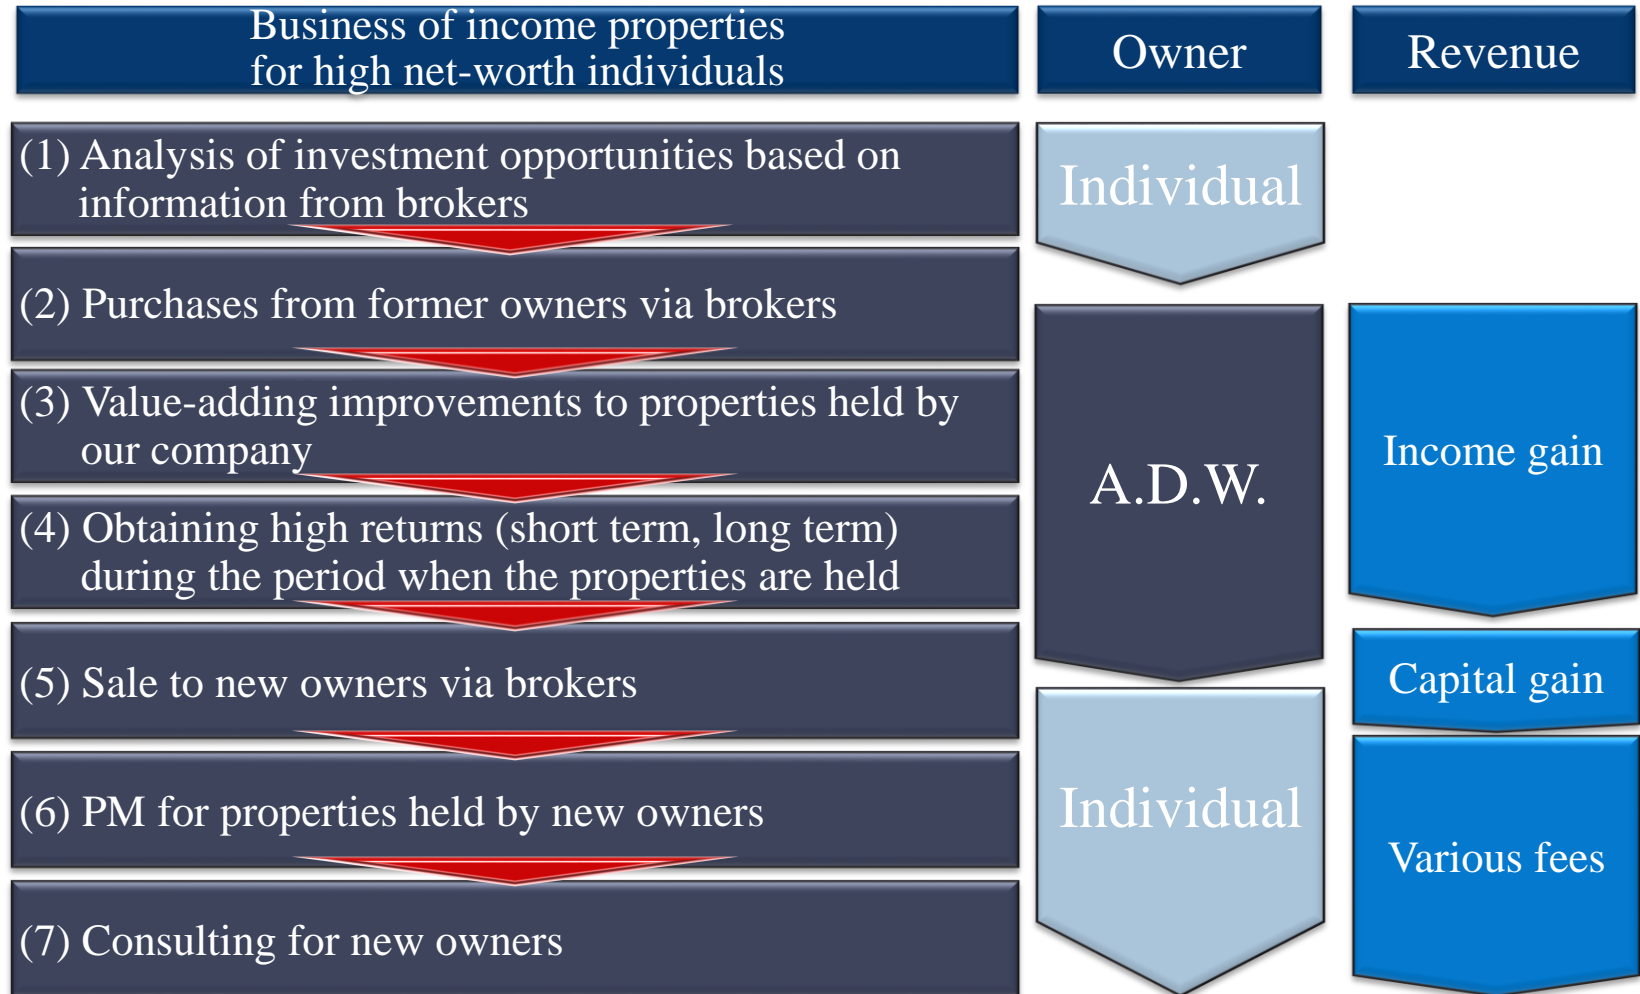 Business of income properties
for high net-worth individuals
Owner
Revenue
(1) Analysis of investment opportunities based on
information from brokers
(2) Purchases from former owners via brokers
(3) Value-adding improvements to properties held by
our company
(4) Obtaining high returns (short term, long term)
during the period when the properties are held
(5) Sale to new owners via brokers
(6) PM for properties held by new owners
(7) Consulting for new owners
Individual
A.D.W.
Individual
Income gain
Capital gain
Various fees